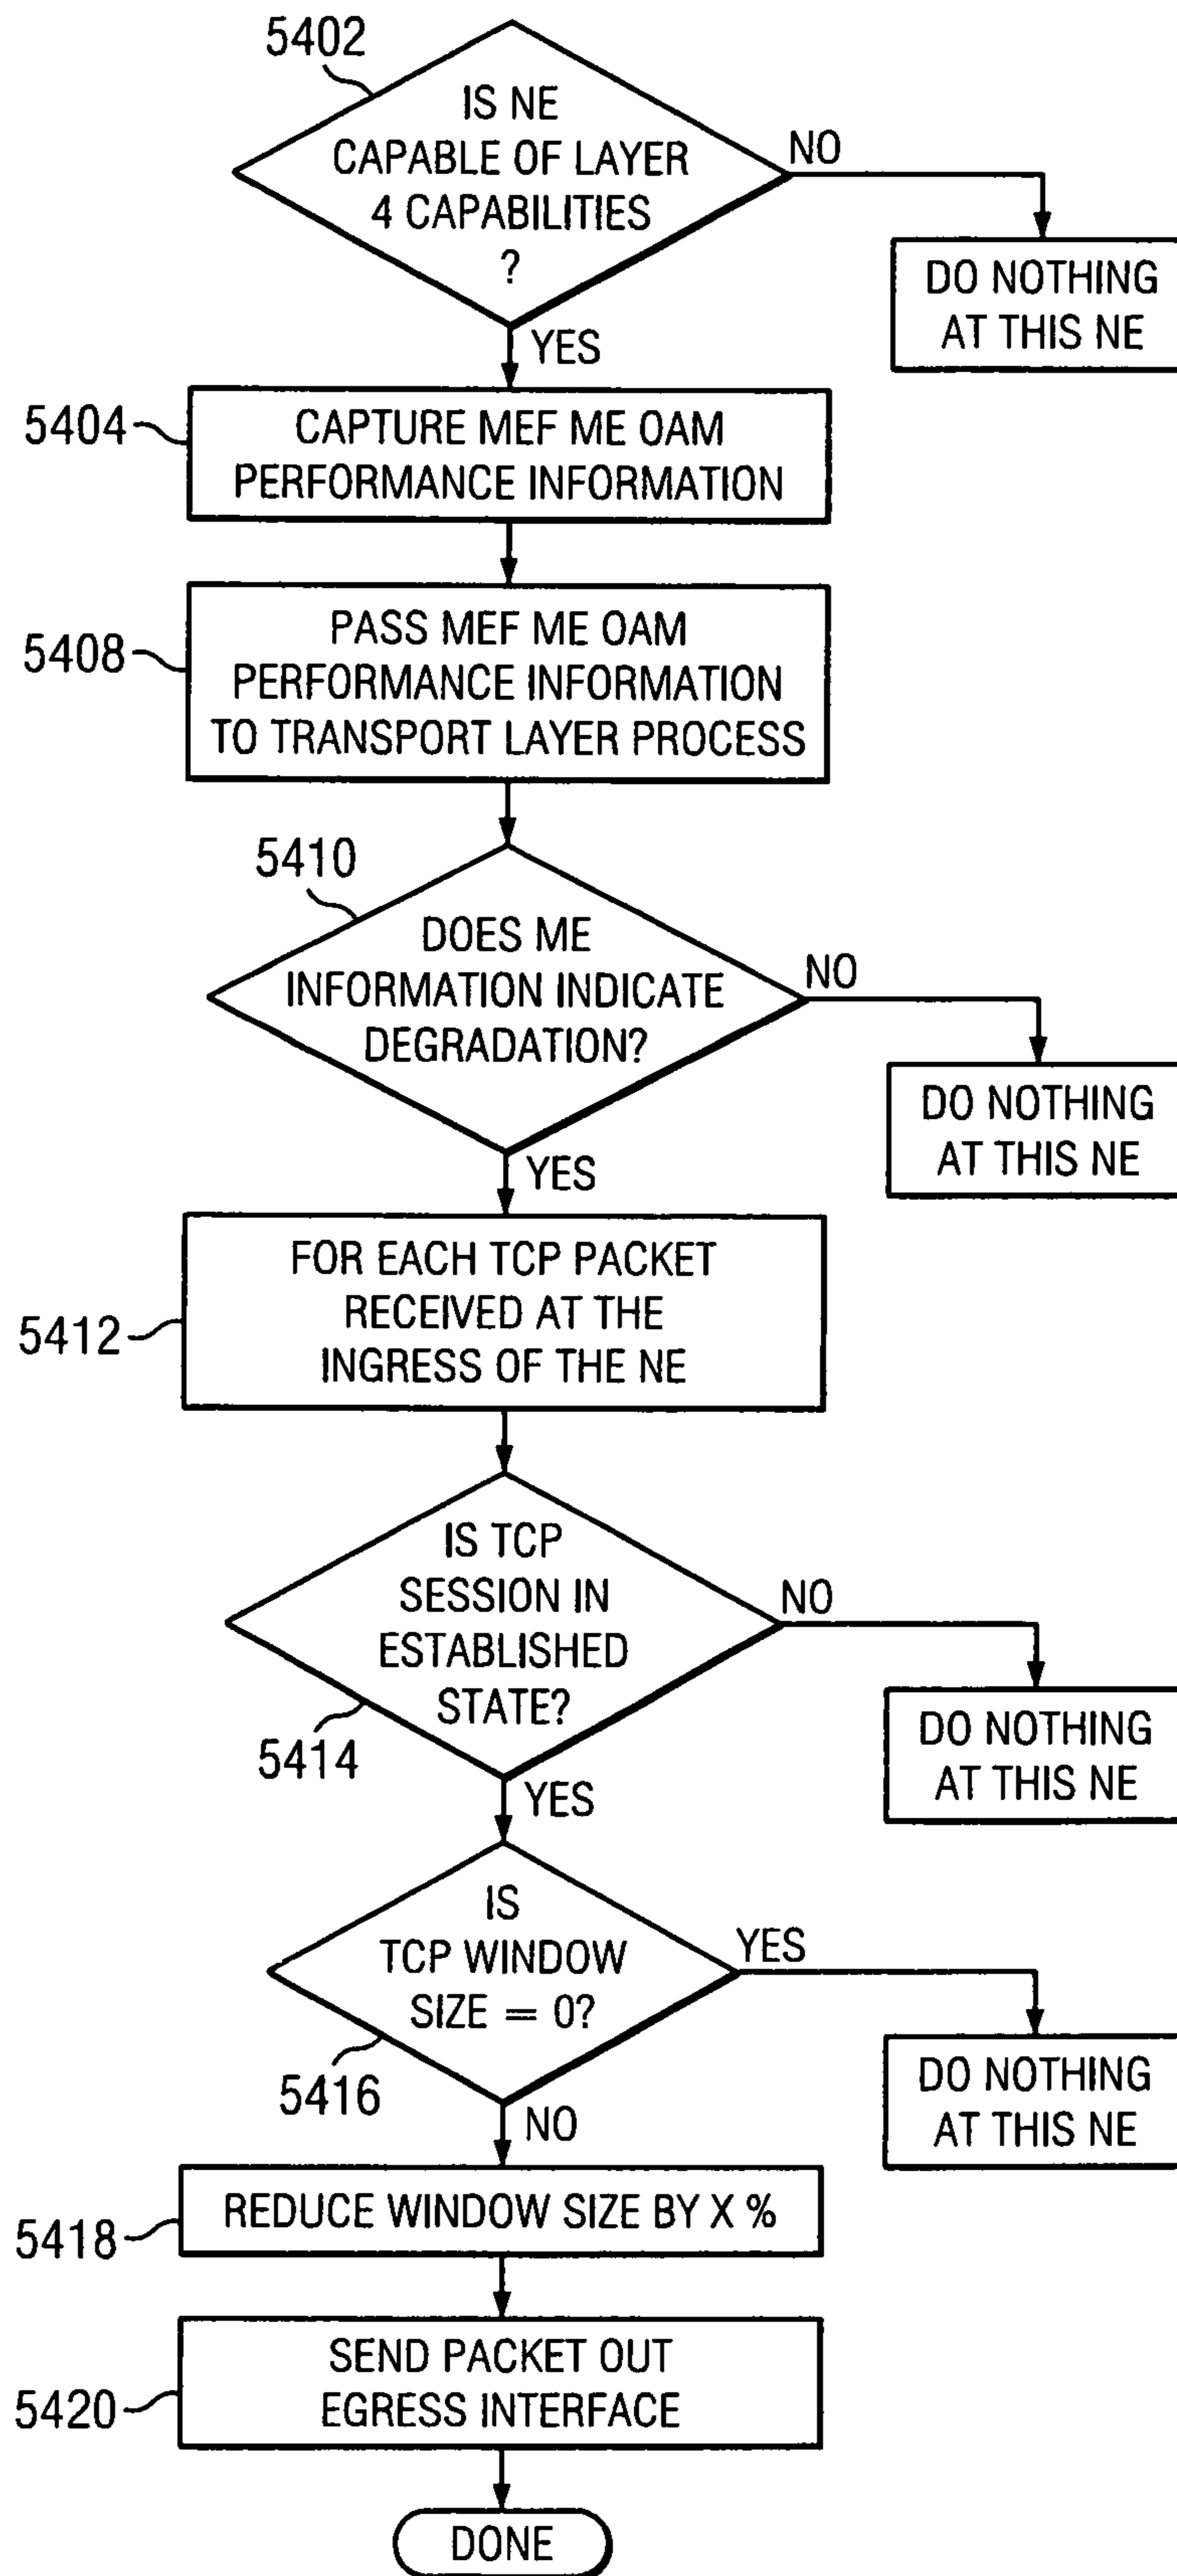 5402
IS NE
CAPABLE OF LAYER
4 CAPABILITIES
?
NO
DO NOTHING
AT THIS NE
YES
5404
CAPTURE MEF ME OAM
PERFORMANCE INFORMATION
5408
PASS MEF ME OAM
PERFORMANCE INFORMATION
TO TRANSPORT LAYER PROCESS
5410
DOES ME
INFORMATION INDICATE
DEGRADATION?
NO
DO NOTHING
AT THIS NE
YES
5412
FOR EACH TCP PACKET
RECEIVED AT THE
INGRESS OF THE NE
IS TCP
SESSION IN
ESTABLISHED
STATE?
5414
NO
DO NOTHING
AT THIS NE
YES
IS
TCP WINDOW
SIZE = 0?
5416
YES
DO NOTHING
AT THIS NE
NO
5418
REDUCE WINDOW SIZE BY X %
5420
SEND PACKET OUT
EGRESS INTERFACE
DONE